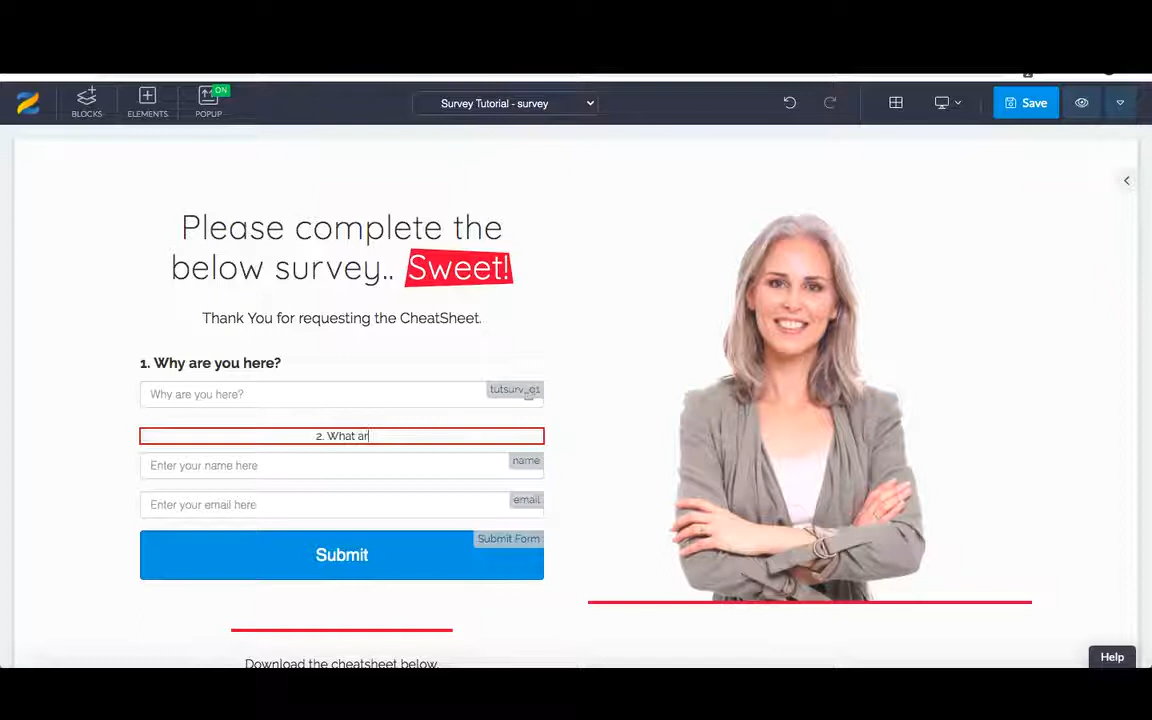 BLOCKS
ELEMENTS
ON
POPUP
Survey Tutorial - survey
Save
Please complete the
below survey.. Sweet!
Thank You for requesting the CheatSheet.
1. Why are you here?
Why are you here?
2. What ar
Enter your name here
name
Enter your email here
email
Submit Form
Submit
Download the cheatsheet below.
Help